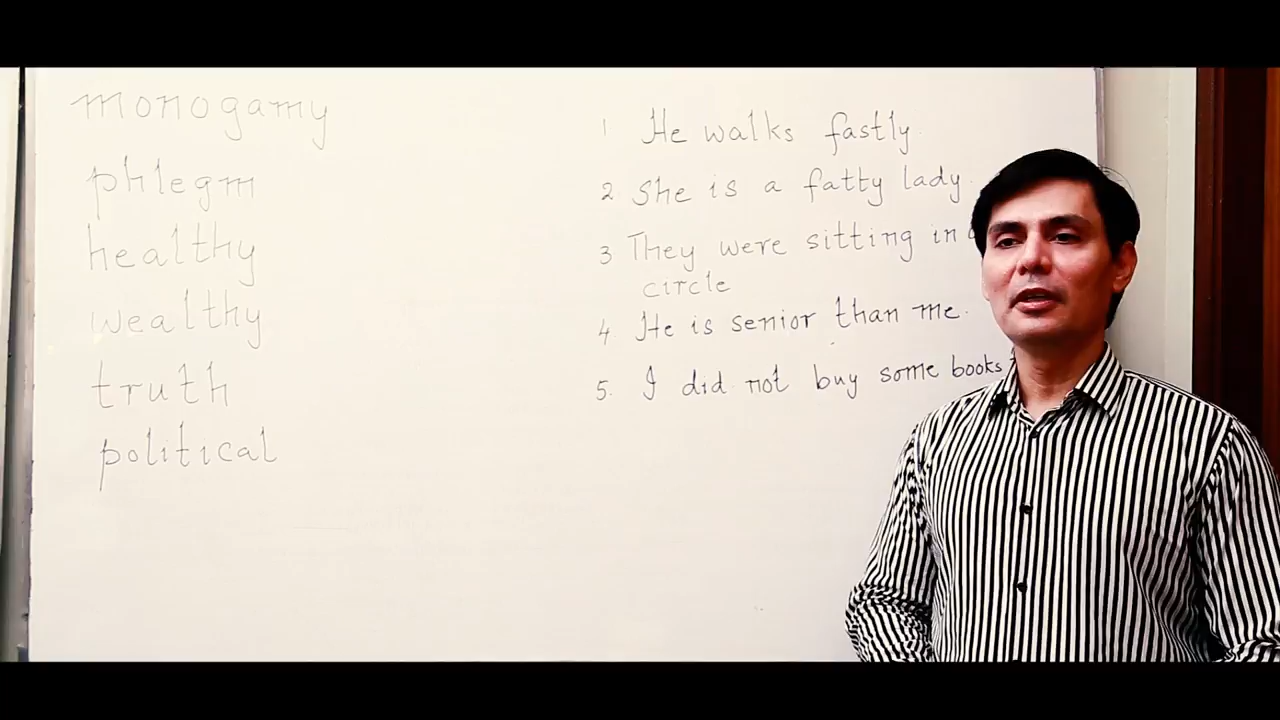 monogamy
phlegm
healthy
wealthy
truth
political
1 He walks fastly.
2. She is a fatty lady.
3 They were sitting in
circle
4 He is senior than me.
5. I did not buy some books